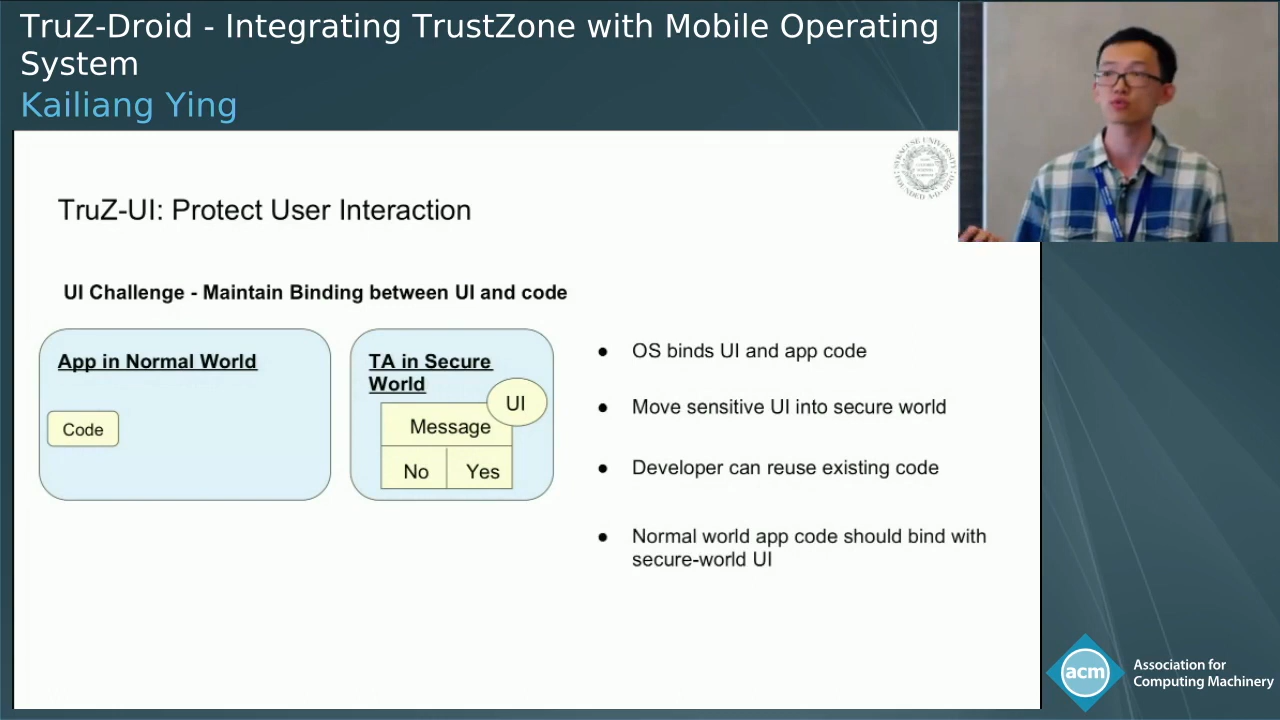 TruZ-Droid - Integrating TrustZone with Mobile Operating
System
Kailiang Ying
TruZ-UI: Protect User Interaction
UI Challenge - Maintain Binding between UI and code
App in Normal World
Code
TA in Secure
World
UI
Message
No Yes
● OS binds UI and app code
● Move sensitive UI into secure world
● Developer can reuse existing code
● Normal world app code should bind with
secure-world UI
acm
Association for
Computing Machinery